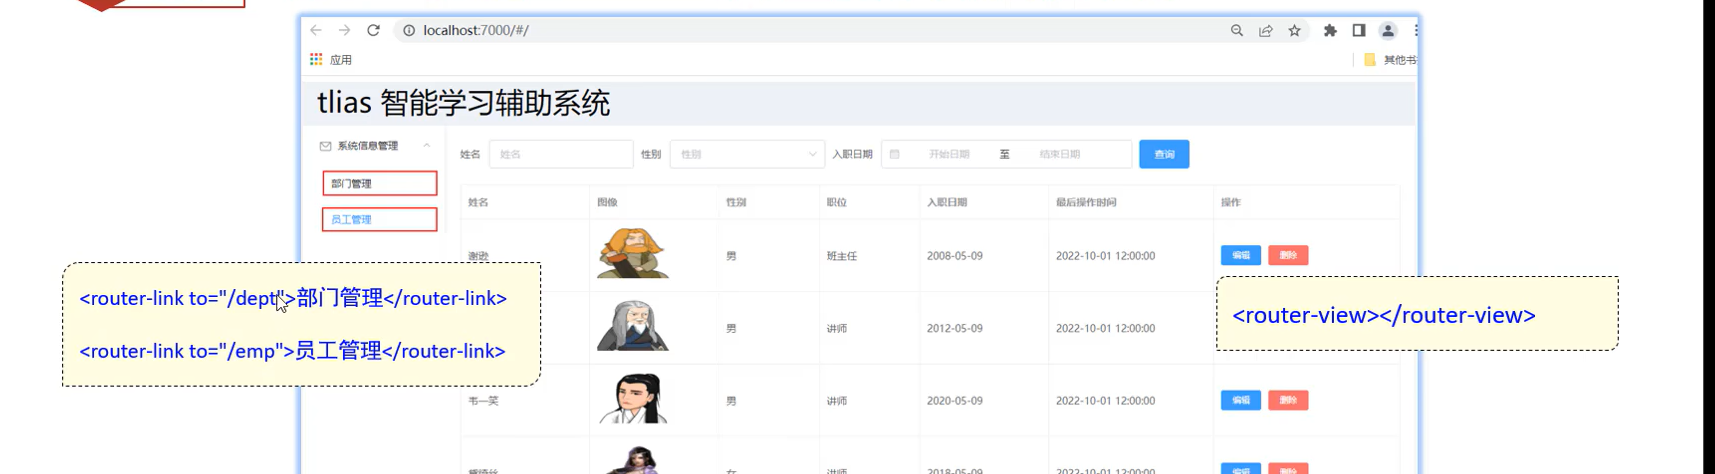 localhost:7000/#/
应用
其他书
tlias 智能学习辅助系统
系统信息管理
部门管理
员工管理
姓名 姓名 性别 性别 入职日期 开始日期 至 结束日期 查询
姓名 图像 性别 职位 入职日期 最后操作时间 操作
谢逊 男 班主任 2008-05-09 2022-10-01 12:00:00 编辑 删除
男 讲师 2012-05-09 2022-10-01 12:00:00
韦一笑 男 讲师 2020-05-09 2022-10-01 12:00:00 编辑 删除
女 讲师 2018-05-09 2022-10-01 12:00:00 编辑 删除
<router-link to="/dept">部门管理</router-link>
<router-link to="/emp">员工管理</router-link>
<router-view></router-view>